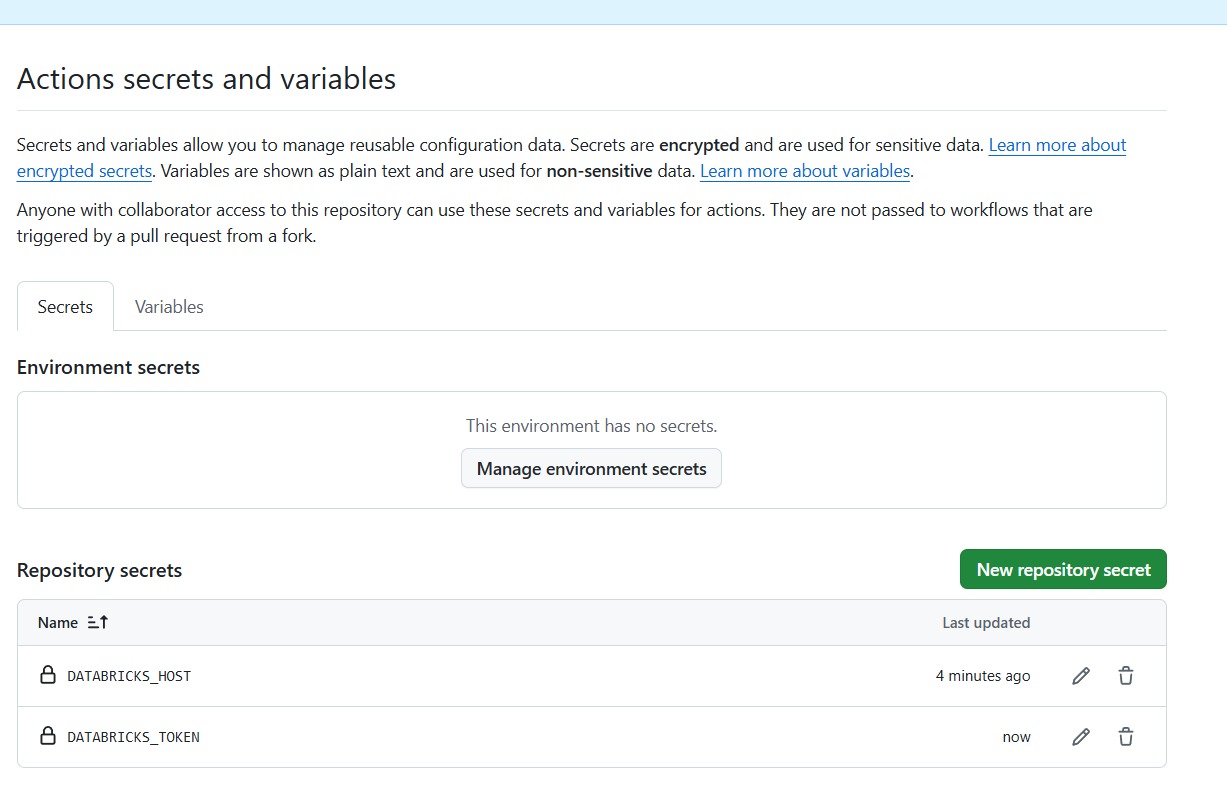 Actions secrets and variables
Secrets and variables allow you to manage reusable configuration data. Secrets are encrypted and are used for sensitive data. Learn more about
encrypted secrets. Variables are shown as plain text and are used for non-sensitive data. Learn more about variables.
Anyone with collaborator access to this repository can use these secrets and variables for actions. They are not passed to workflows that are
triggered by a pull request from a fork.
Secrets Variables
Environment secrets
This environment has no secrets.
Manage environment secrets
Repository secrets New repository secret
Name Last updated
DATABRICKS_HOST 4 minutes ago
DATABRICKS_TOKEN now